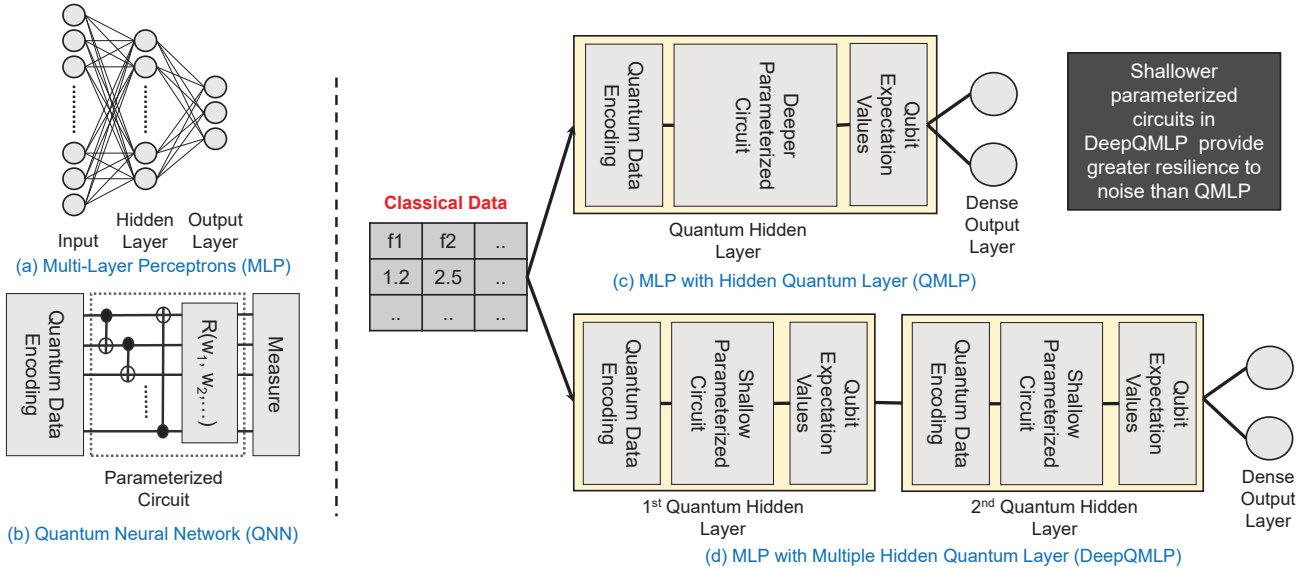 Input
Hidden
Layer
Output
Layer
(a) Multi-Layer Perceptrons (MLP)
Quantum Data
Encoding
R(w1, w2,...)
Measure
Parameterized
Circuit
(b) Quantum Neural Network (QNN)
Classical Data
f1 f2 ..
1.2 2.5 ..
.. .. ..
Quantum Data
Encoding
Deeper
Parameterized
Circuit
Qubit
Expectation
Values
Quantum Hidden
Layer
Dense
Output
Layer
(c) MLP with Hidden Quantum Layer (QMLP)
Shallower
parameterized
circuits in
DeepQMLP provide
greater resilience to
noise than QMLP
Quantum Data
Encoding
Shallow
Parameterized
Circuit
Qubit
Expectation
Values
1st Quantum Hidden
Layer
Quantum Data
Encoding
Shallow
Parameterized
Circuit
Qubit
Expectation
Values
2nd Quantum Hidden
Layer
Dense
Output
Layer
(d) MLP with Multiple Hidden Quantum Layer (DeepQMLP)